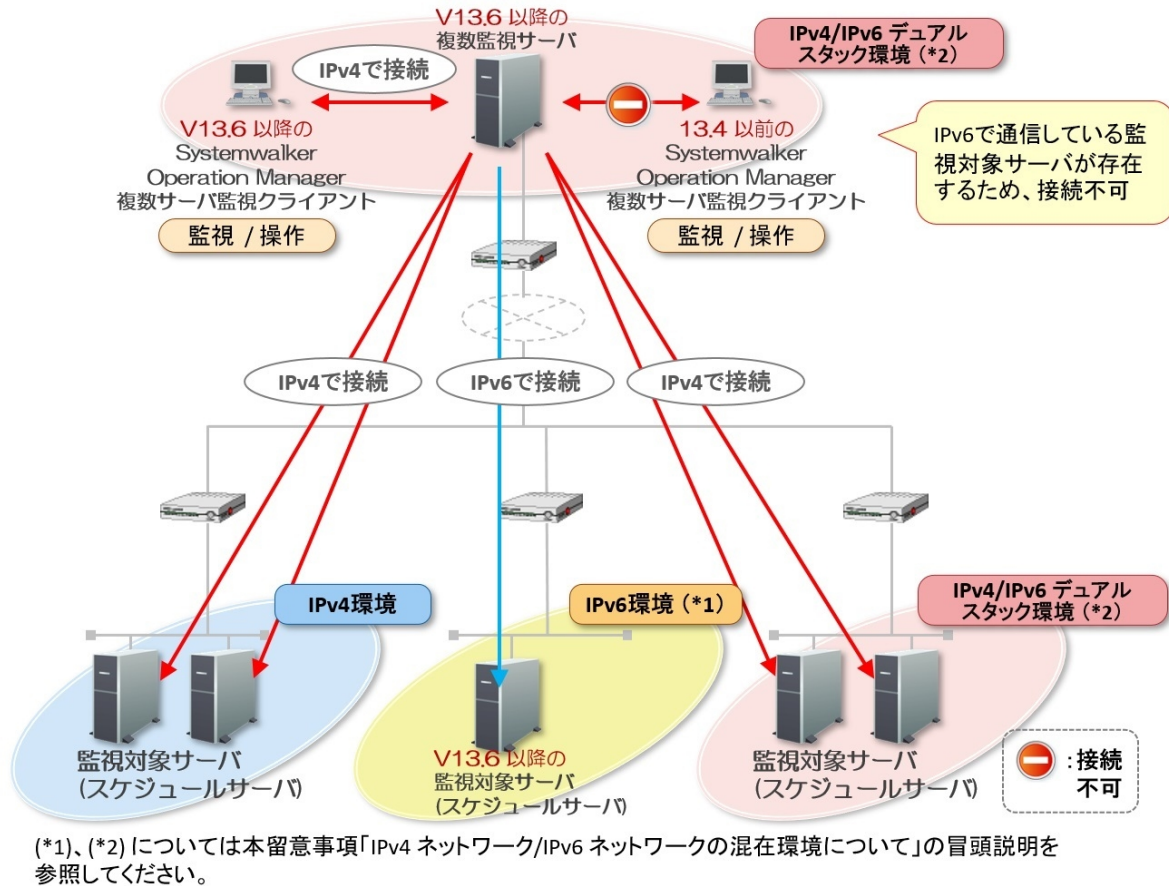 V13.6 以降の
複数監視サーバ
IPv4/IPv6 デュアル
スタック環境 (*2)
IPv4で接続
V13.6 以降の
Systemwalker
Operation Manager
複数サーバ監視クライアント
監視 / 操作
13.4 以前の
Systemwalker
Operation Manager
複数サーバ監視クライアント
監視 / 操作
IPv6で通信している監
視対象サーバが存在
するため、接続不可
IPv4で接続
IPv6で接続
IPv4で接続
IPv4環境
IPv6環境 (*1)
IPv4/IPv6 デュアル
スタック環境 (*2)
監視対象サーバ
(スケジュールサーバ)
V13.6 以降の
監視対象サーバ
(スケジュールサーバ)
監視対象サーバ
(スケジュールサーバ)
:接続
不可
(*1)、(*2) については本留意事項「IPv4 ネットワーク/IPv6 ネットワークの混在環境について」の冒頭説明を
参照してください。